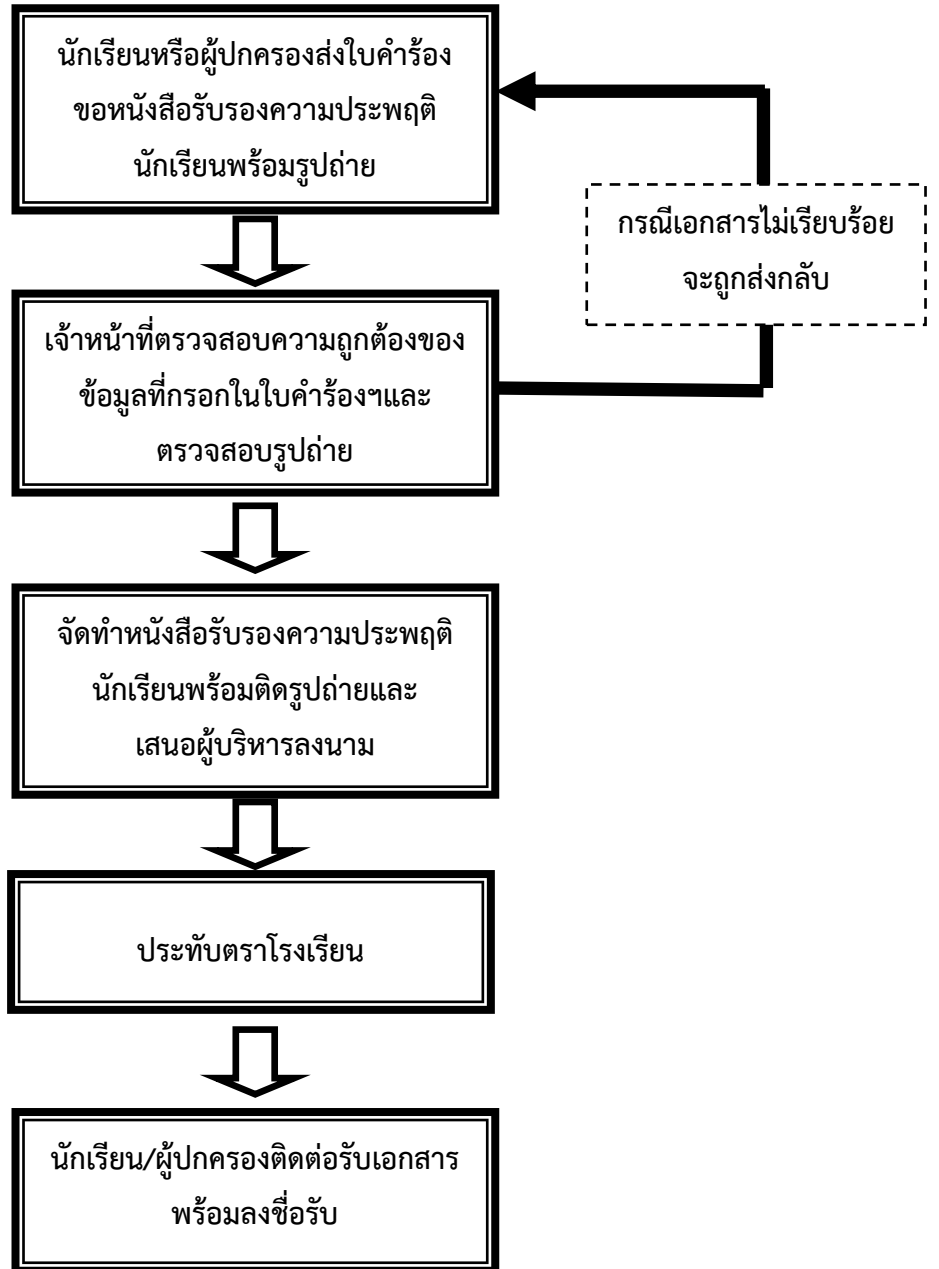 นักเรียนหรือผู้ปกครองส่งใบคำร้อง
ขอหนังสือรับรองความประพฤติ
นักเรียนพร้อมรูปถ่าย
กรณีเอกสารไม่เรียบร้อย
จะถูกส่งกลับ
เจ้าหน้าที่ตรวจสอบความถูกต้องของ
ข้อมูลที่กรอกในใบคำร้องฯและ
ตรวจสอบรูปถ่าย
จัดทำหนังสือรับรองความประพฤติ
นักเรียนพร้อมติดรูปถ่ายและ
เสนอผู้บริหารลงนาม
ประทับตราโรงเรียน
นักเรียน/ผู้ปกครองติดต่อรับเอกสาร
พร้อมลงชื่อรับ